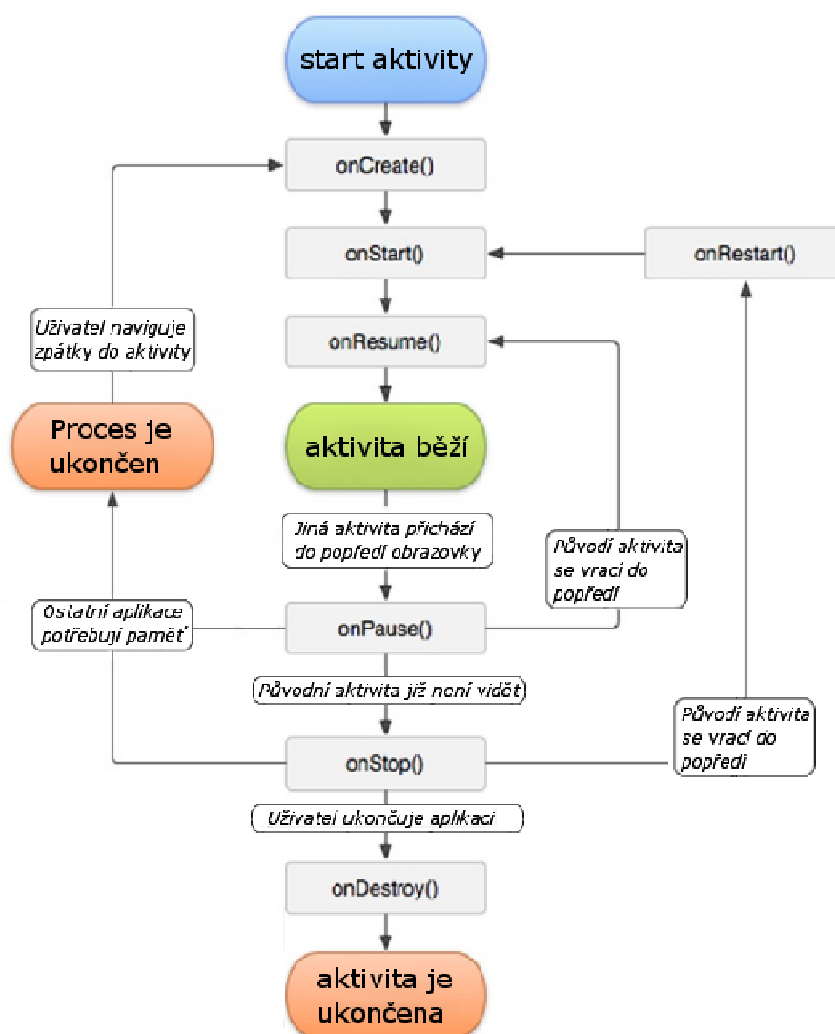 start aktivity
onCreate()
onStart()
onRestart()
Uživatel naviguje
zpátky do aktivity
onResume()
Proces je
ukončen
aktivita běží
Jiná aktivita přichází
do popředí obrazovky
Původí aktivita
se vrací do
popředí
Ostatní aplikace
potřebují paměť
onPause()
Původní aktivita již není vidět
Původí aktivita
se vrací do
popředí
onStop()
Uživatel ukončuje aplikaci
onDestroy()
aktivita je
ukončena